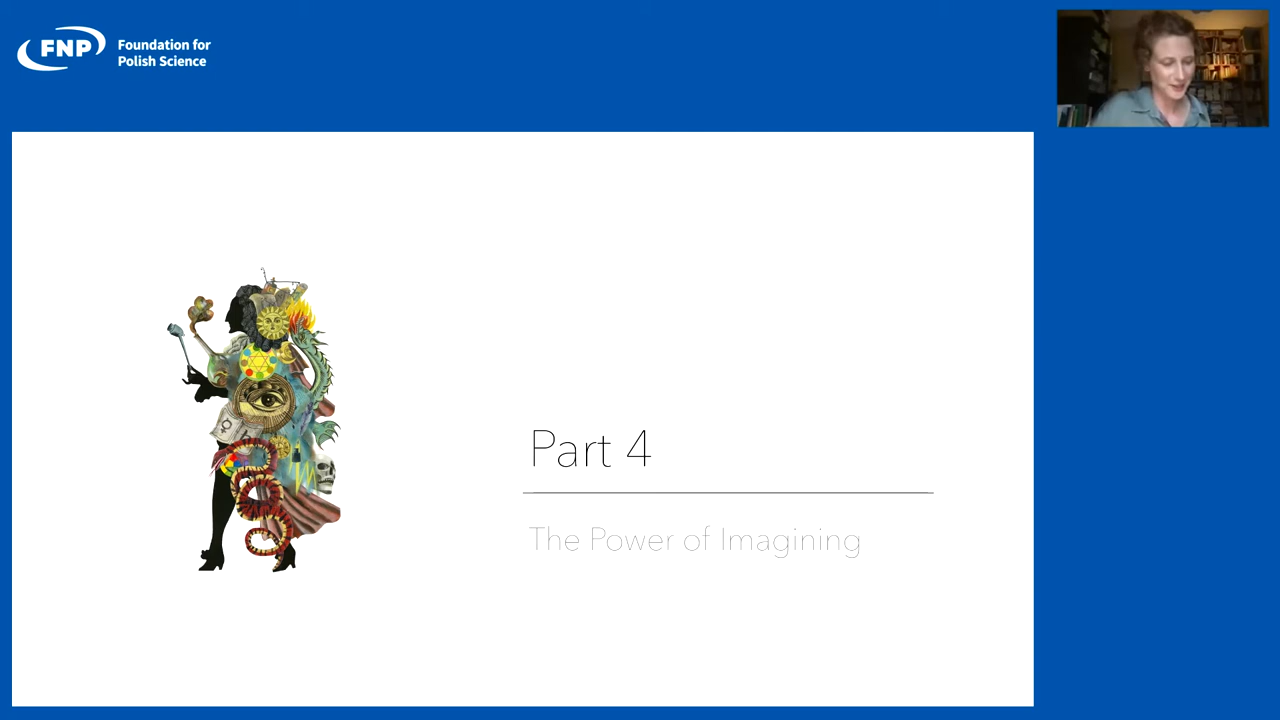 FNP
Foundation for
Polish Science
Part 4
The Power of Imagining